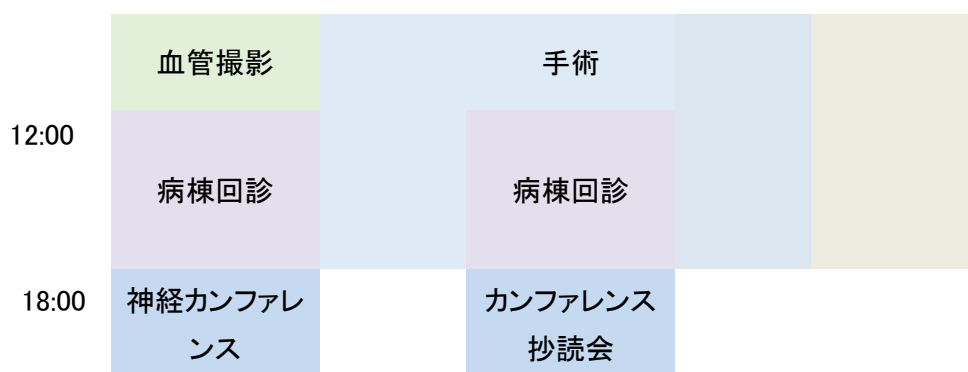 血管撮影
手術
12:00
病棟回診
病棟回診
18:00
神経カンファレ
ンス
カンファレンス
抄読会